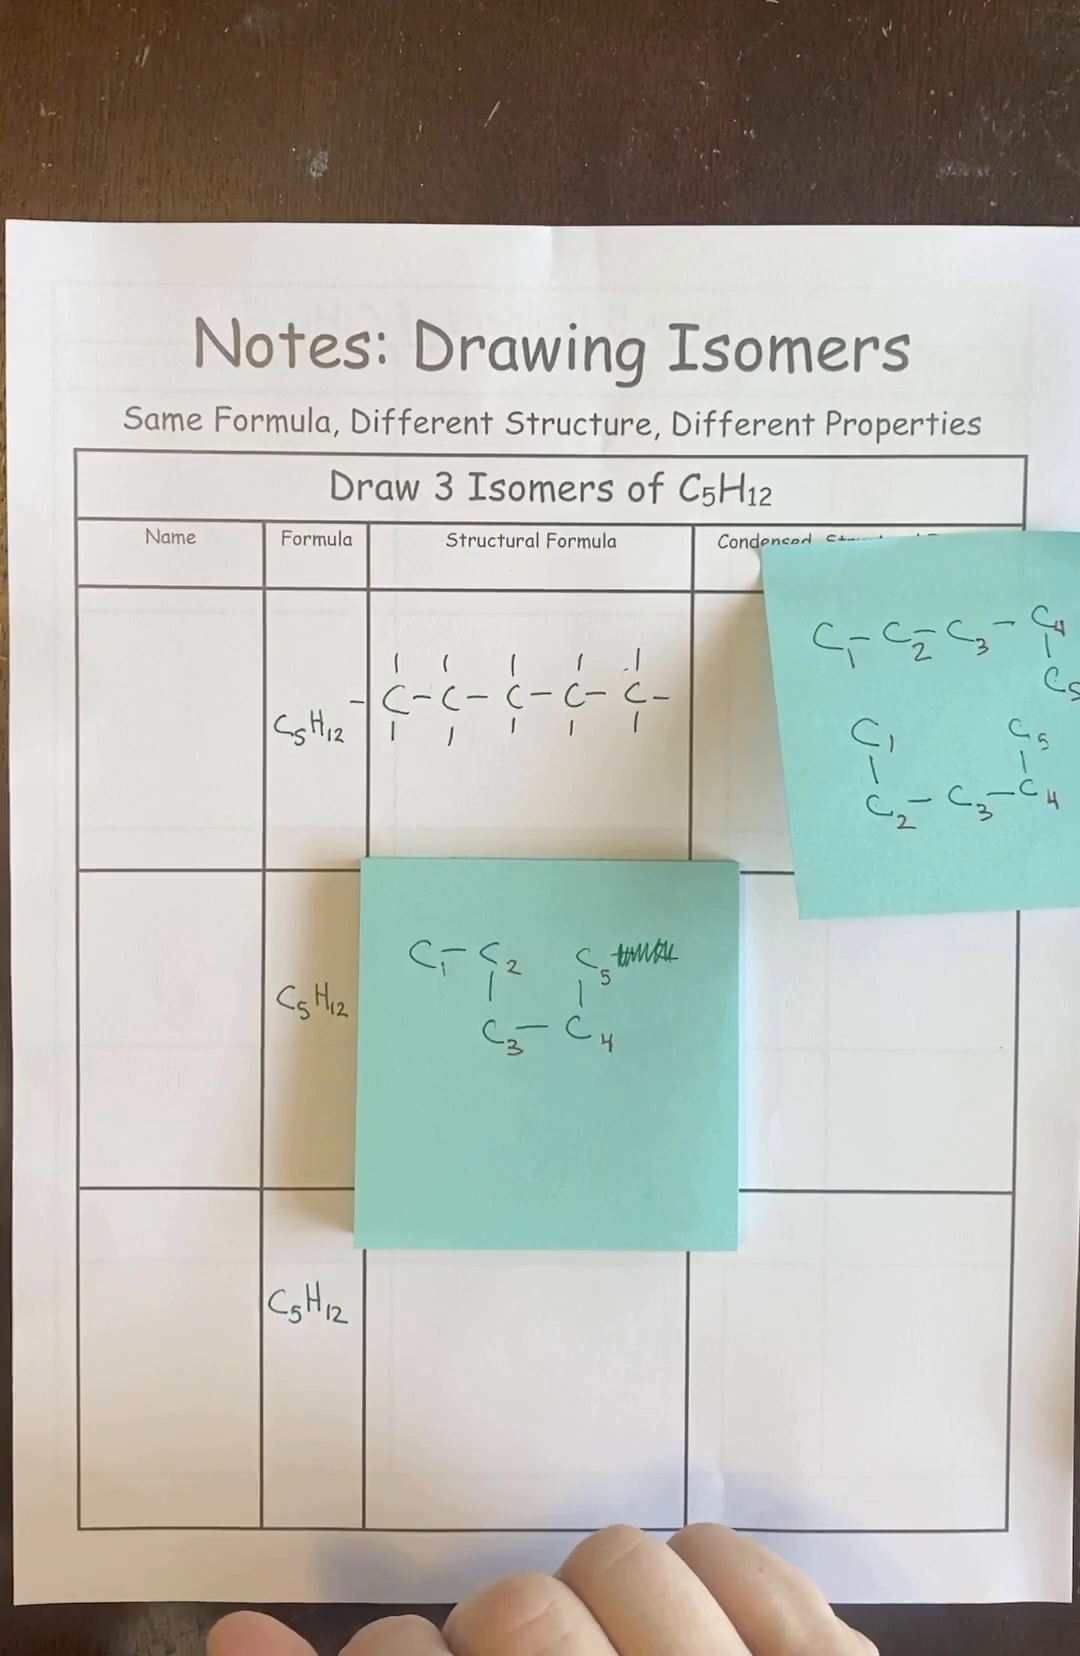 Notes: Drawing Isomers
Same Formula, Different Structure, Different Properties
Draw 3 Isomers of C₅H₁₂
Name Formula Structural Formula Condensed
C₅H₁₂
C-C-C-C-C-
C₁-C₂-C₃-C₄
C₅
C₁ C₅
C₂-C₃-C₄
C₅H₁₂
C₁-C₂ C₅
C₃-C₄
C₅H₁₂